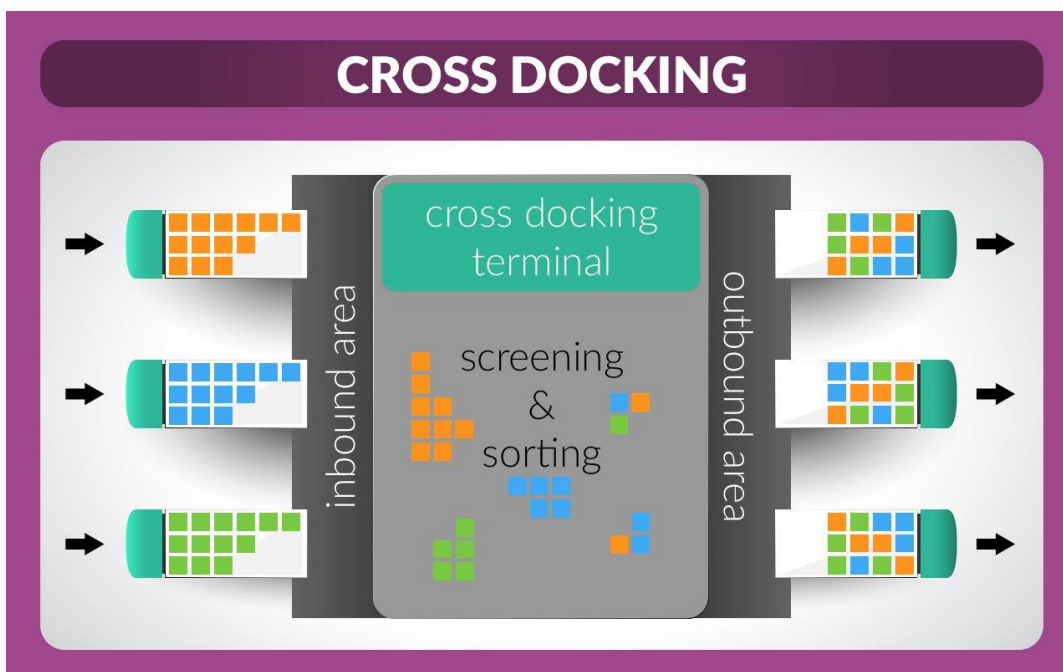 CROSS DOCKING
cross docking
terminal
inbound area
screening
&
sorting
outbound area